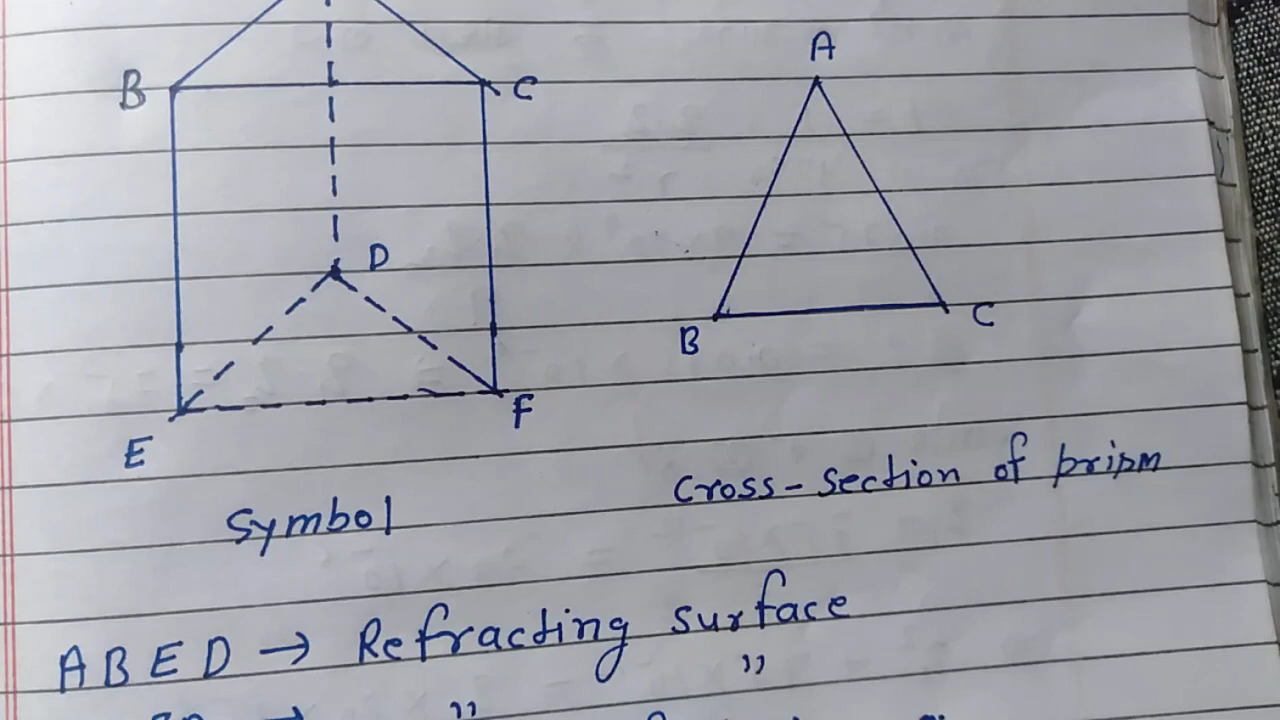 A
B C
D
B C
E F
Cross-section of prism
Symbol
ABED → Refracting surface
" "